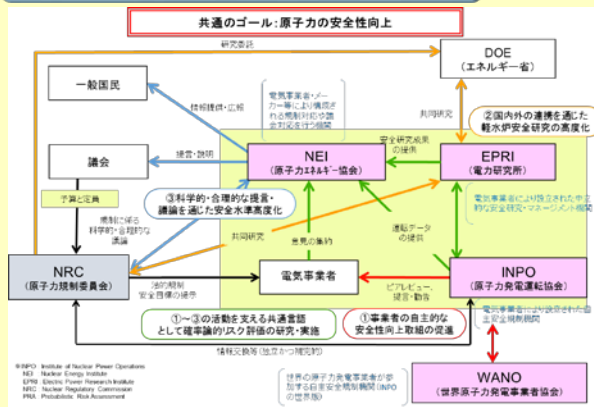 共通のゴール:原子力の安全性向上
研究委託
DOE
(エネルギー省)
一般国民
情報提供・広報
電気事業者・メー
カー等により構成さ
れる規制対応や議
会対応を行う機関
共同研究
②国内外の連携を通じた
軽水炉安全研究の高度化
安全研究成果
の提供
議会
提言・説明
NEI
(原子力エネルギー協会)
EPRI
(電力研究所)
予算と定員
③科学的・合理的な提言・
議論を通じた安全水準高度化
電気事業者により設立された中立
的な安全研究・マネージメント機関
規制に係る
科学的・合理的な
議論
共同研究
意見の集約
運転データ
の提供
NRC
(原子力規制委員会)
法的規制
安全目標の提示
電気事業者
ピアレビュー、
提言・勧告
INPO
(原子力発電運転協会)
①~③の活動を支える共通言語
として確率論的リスク評価の研究・実施
①事業者の自主的な
安全性向上取組の促進
電気事業者により設立された自
主安全規制機関
情報交換等(独立かつ補完的)
※INPO Institute of Nuclear Power Operations
NEI Nuclear Energy Institute
EPRI Electric Power Research Institute
NRC Nuclear Regulatory Commission
PRA Probabilistic Risk Assessment
世界の原子力発電事業者が参
加する自主安全規制機関(INPO
の世界版)
WANO
(世界原子力発電事業者協会)